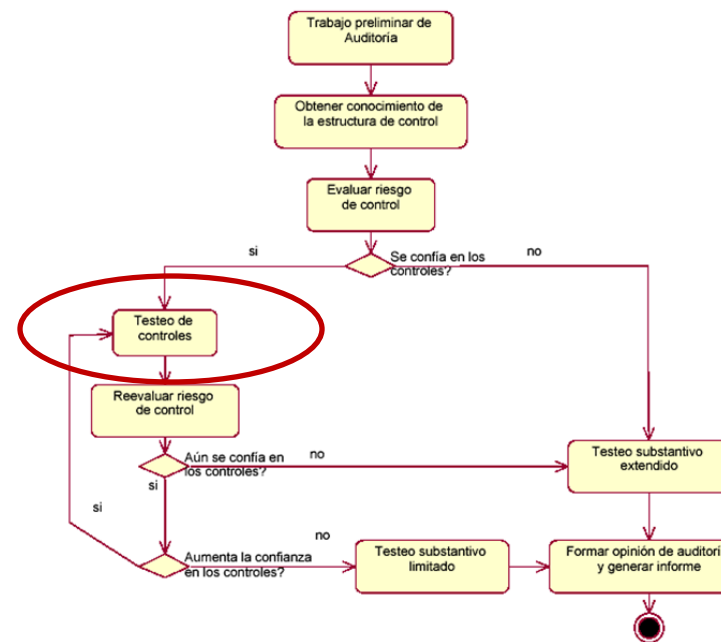 Trabajo preliminar de
Auditoría
Obtener conocimiento de
la estructura de control
Evaluar riesgo
de control
si
Se confía en los
controles?
no
Testeo de
controles
Reevaluar riesgo
de control
Aún se confía en
los controles?
no
Testeo substantivo
extendido
si
si
Aumenta la confianza
en los controles?
no
Testeo substantivo
limitado
Formar opinión de auditorí
y generar informe